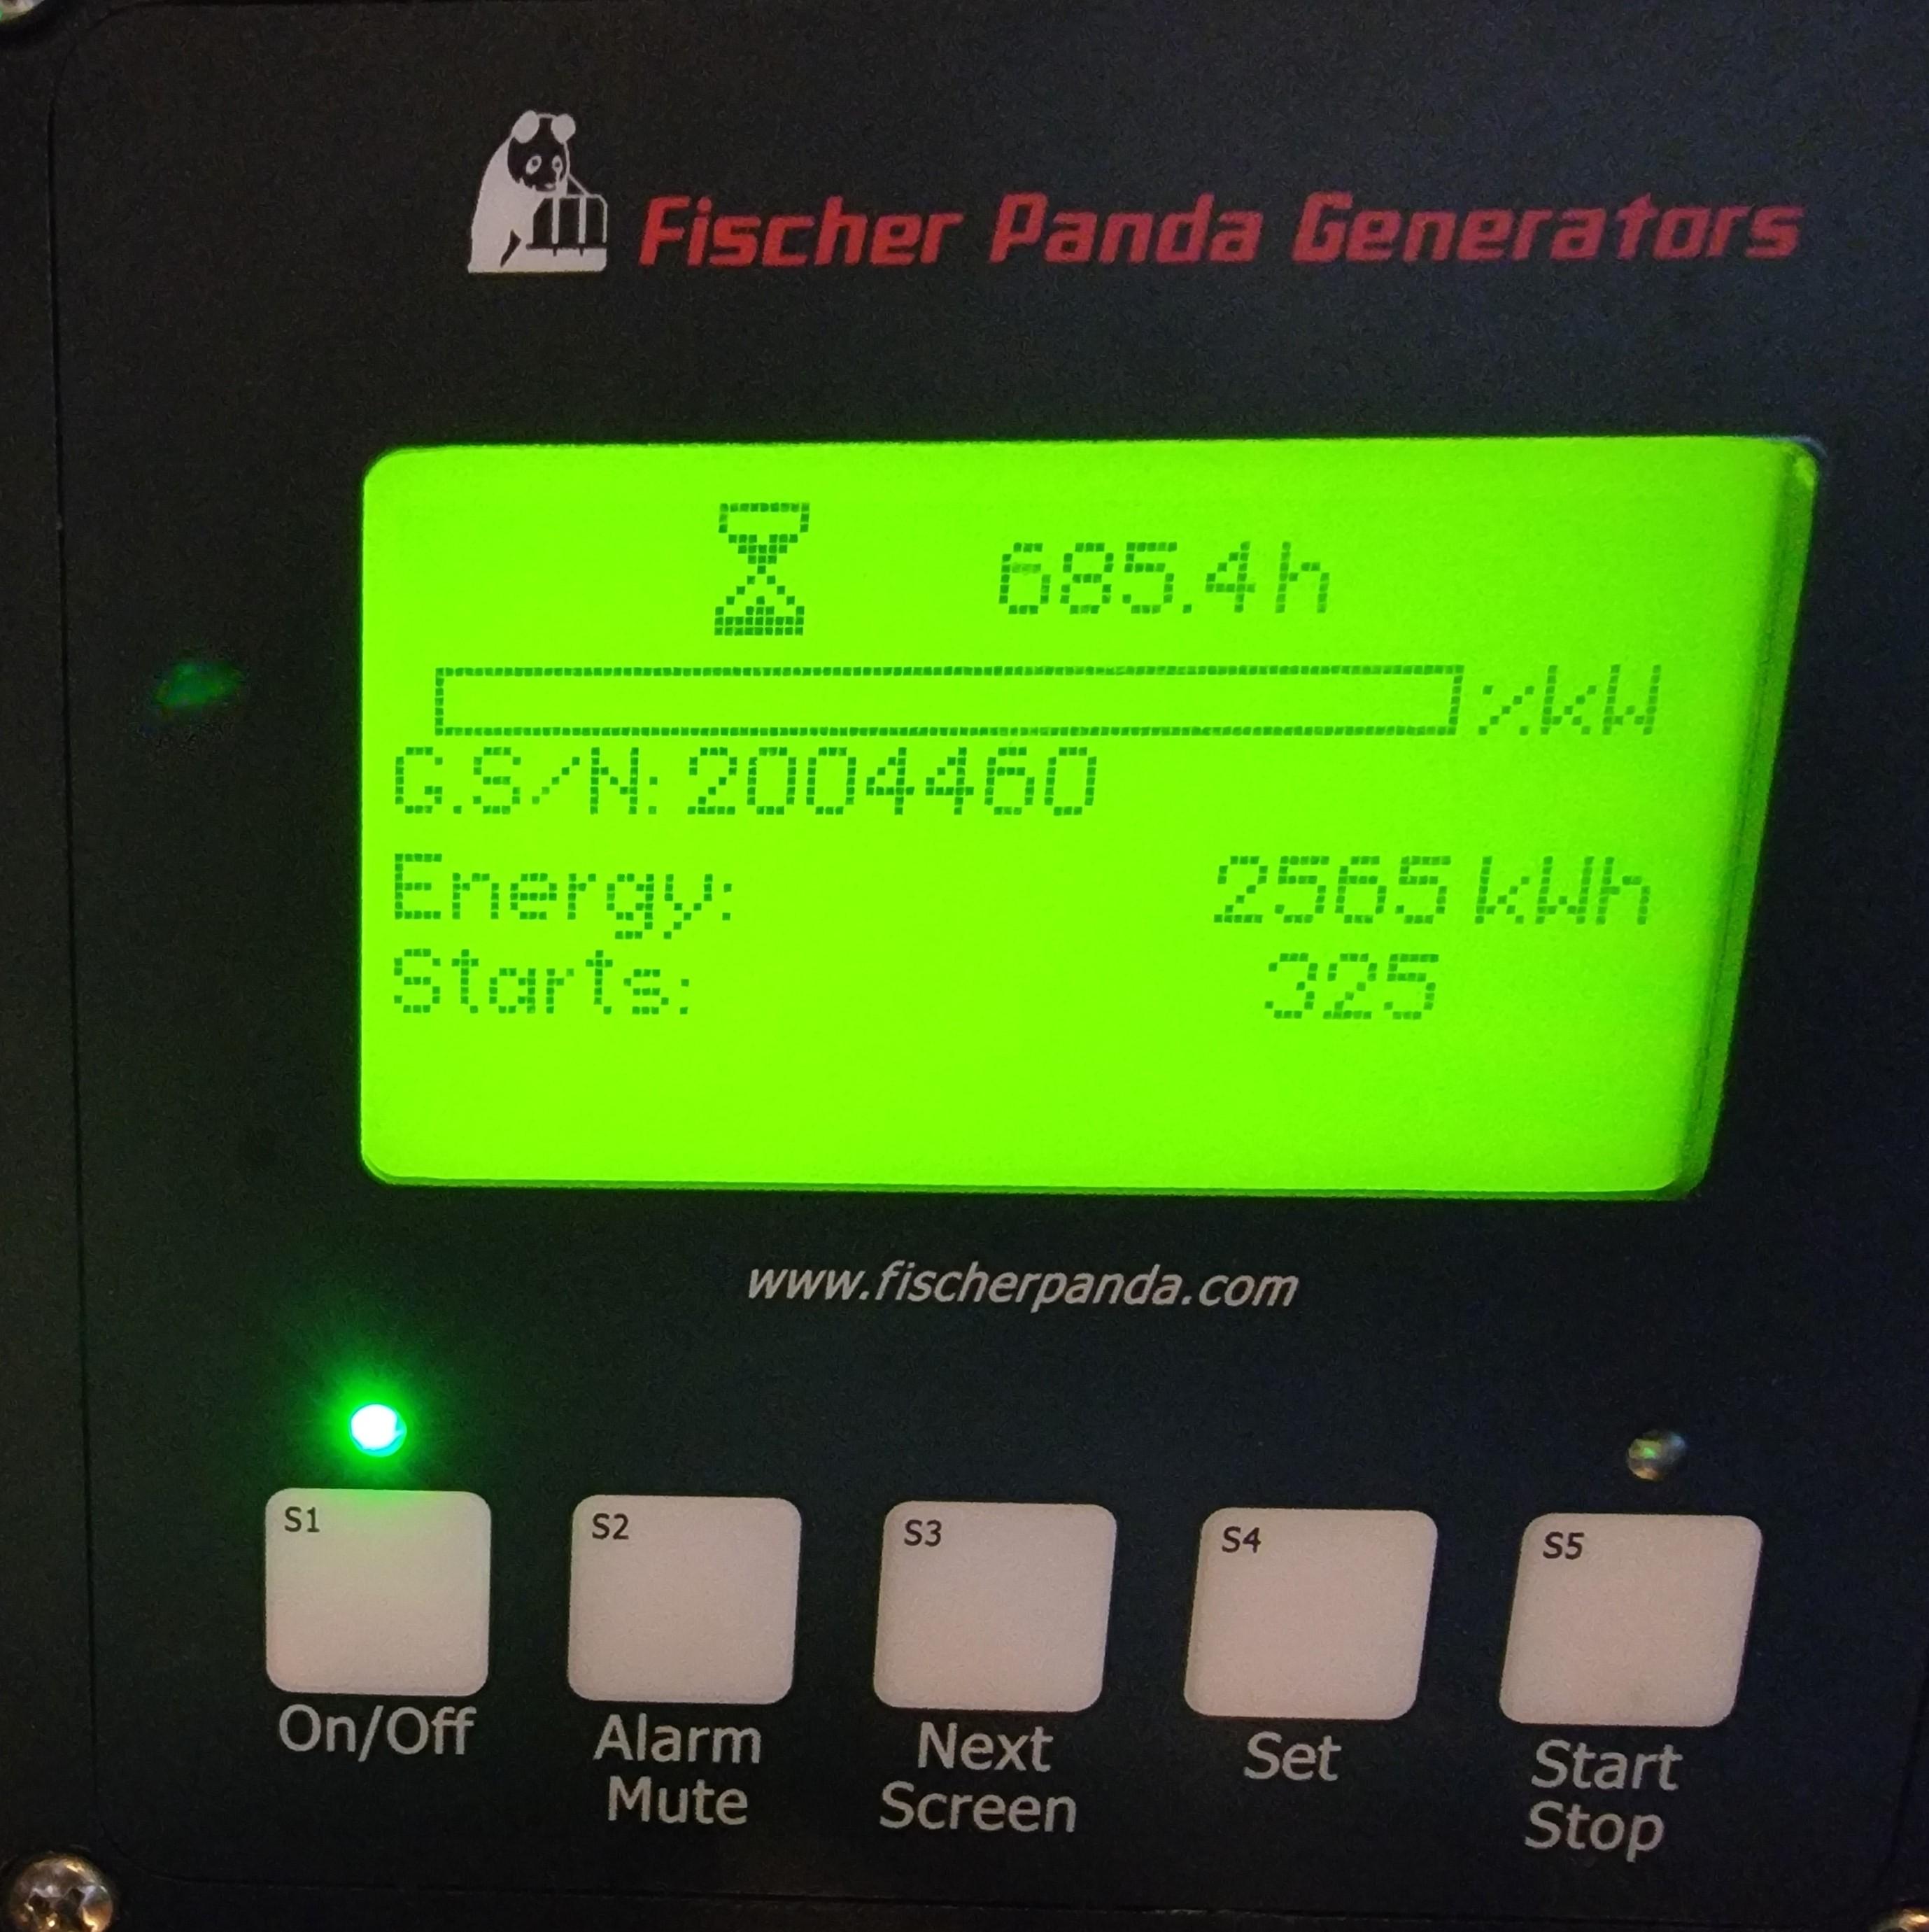 Fischer Panda Generators
685.4h
%kW
G.S/N: 2004460
Energy: 2565 kWh
Starts: 325
www.fischerpanda.com
S1 S2 S3 S4 S5
On/Off Alarm Mute Next Screen Set Start Stop